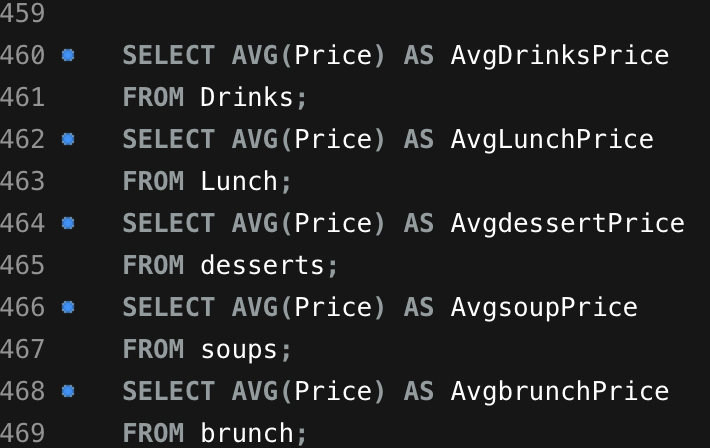 459
460 SELECT AVG(Price) AS AvgDrinksPrice
461 FROM Drinks;
462 SELECT AVG(Price) AS AvgLunchPrice
463 FROM Lunch;
464 SELECT AVG(Price) AS AvgdessertPrice
465 FROM desserts;
466 SELECT AVG(Price) AS AvgsoupPrice
467 FROM soups;
468 SELECT AVG(Price) AS AvgbrunchPrice
469 FROM brunch;